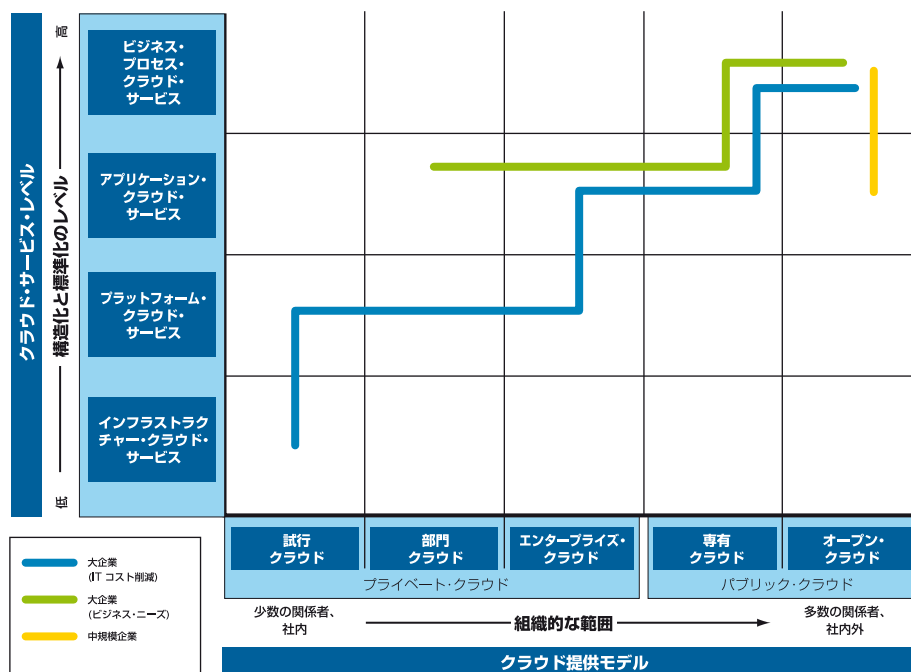 クラウド・サービス・レベル
構造化と標準化のレベル
高
低
ビジネス・
プロセス・
クラウド・
サービス
アプリケーション・
クラウド・
サービス
プラットフォーム・
クラウド・
サービス
インフラストラク
チャー・クラウド・
サービス
試行
クラウド
部門
クラウド
エンタープライズ・
クラウド
専有
クラウド
オープン・
クラウド
プライベート・クラウド
パブリック・クラウド
少数の関係者、
社内
組織的な範囲
多数の関係者、
社内外
クラウド提供モデル
大企業
(IT コスト削減)
大企業
(ビジネス・ニーズ)
中規模企業